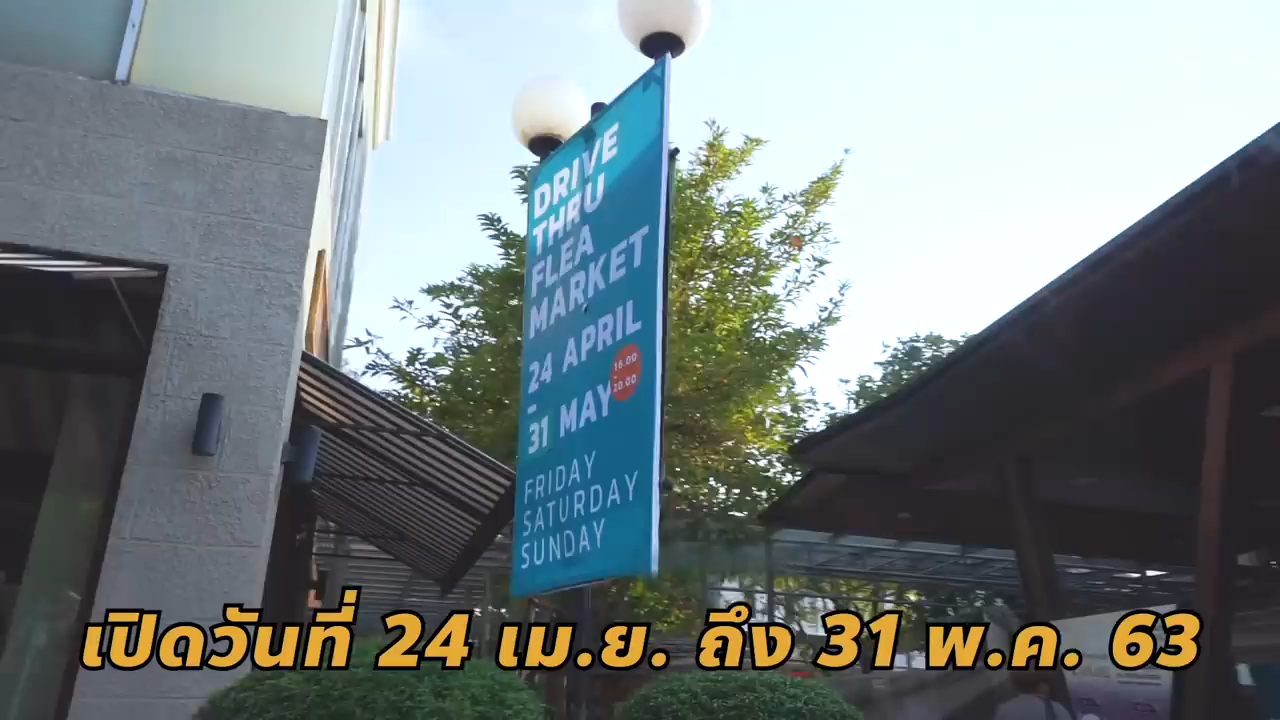 DRIVE
THRU
FLEA
MARKET
24 APRIL
-
31 MAY
16.00
-
20.00
FRIDAY
SATURDAY
SUNDAY
เปิดวันที่ 24 เม.ย. ถึง 31 พ.ค. 63